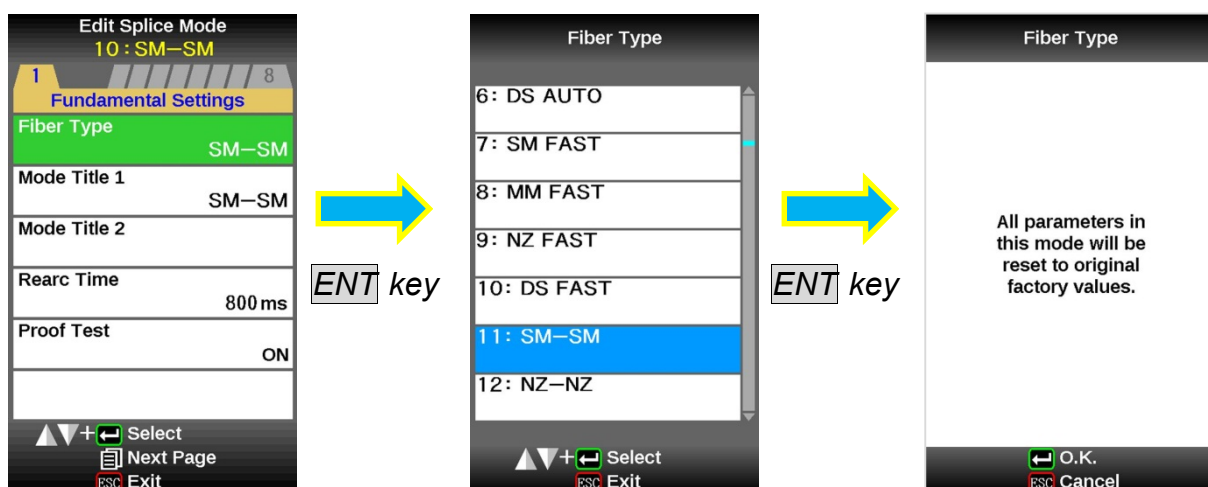 Edit Splice Mode
10:SM−SM
1
8
Fundamental Settings
Fiber Type
SM−SM
Mode Title 1
SM−SM
Mode Title 2
Rearc Time
800ms
Proof Test
ON
+ Select
Next Page
ESC Exit
ENT key
Fiber Type
6: DS AUTO
7: SM FAST
8: MM FAST
9: NZ FAST
10: DS FAST
11: SM−SM
12: NZ−NZ
+ Select
ESC Exit
ENT key
Fiber Type
All parameters in
this mode will be
reset to original
factory values.
O.K.
ESC Cancel